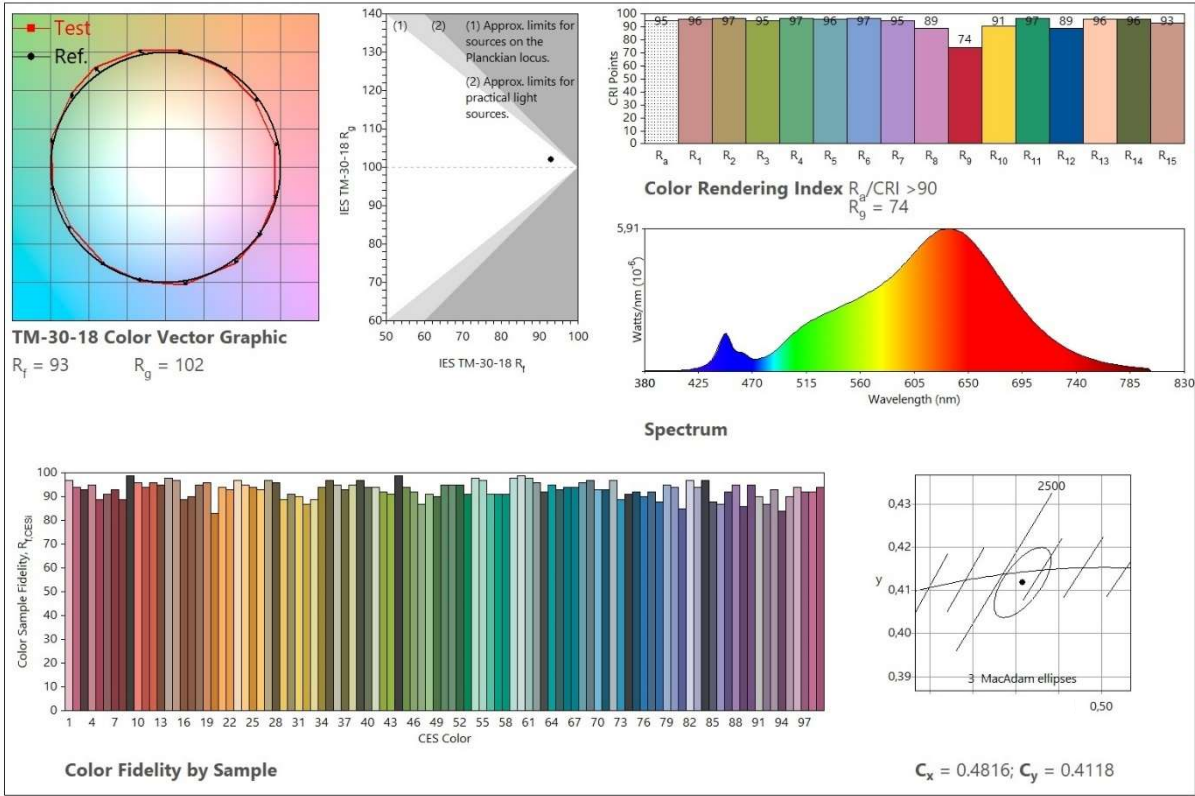 Test
Ref.
TM-30-18 Color Vector Graphic
Rf = 93 Rg = 102
(1) (2)
(1) Approx. limits for
sources on the
Planckian locus.
(2) Approx. limits for
practical light
sources.
IES TM-30-18 Rg
140
130
120
110
100
90
80
70
60
50 60 70 80 90 100
IES TM-30-18 Rf
CRI Points
100
90
80
70
60
50
40
30
20
10
0
95 96 97 95 97 96 97 95 89 74 91 97 89 96 96 93
Ra R1 R2 R3 R4 R5 R6 R7 R8 R9 R10 R11 R12 R13 R14 R15
Color Rendering Index Ra/CRI >90
R9 = 74
Watts/nm (10-6)
5,91
380 425 470 515 560 605 650 695 740 785 830
Wavelength (nm)
Spectrum
Color Sample Fidelity, Rf,CESi
100
90
80
70
60
50
40
30
20
10
0
1 4 7 10 13 16 19 22 25 28 31 34 37 40 43 46 49 52 55 58 61 64 67 70 73 76 79 82 85 88 91 94 97
CES Color
Color Fidelity by Sample
2500
0,43
0,42
y
0,41
0,40
0,39
3 MacAdam ellipses
0,50
Cx = 0.4816; Cy = 0.4118